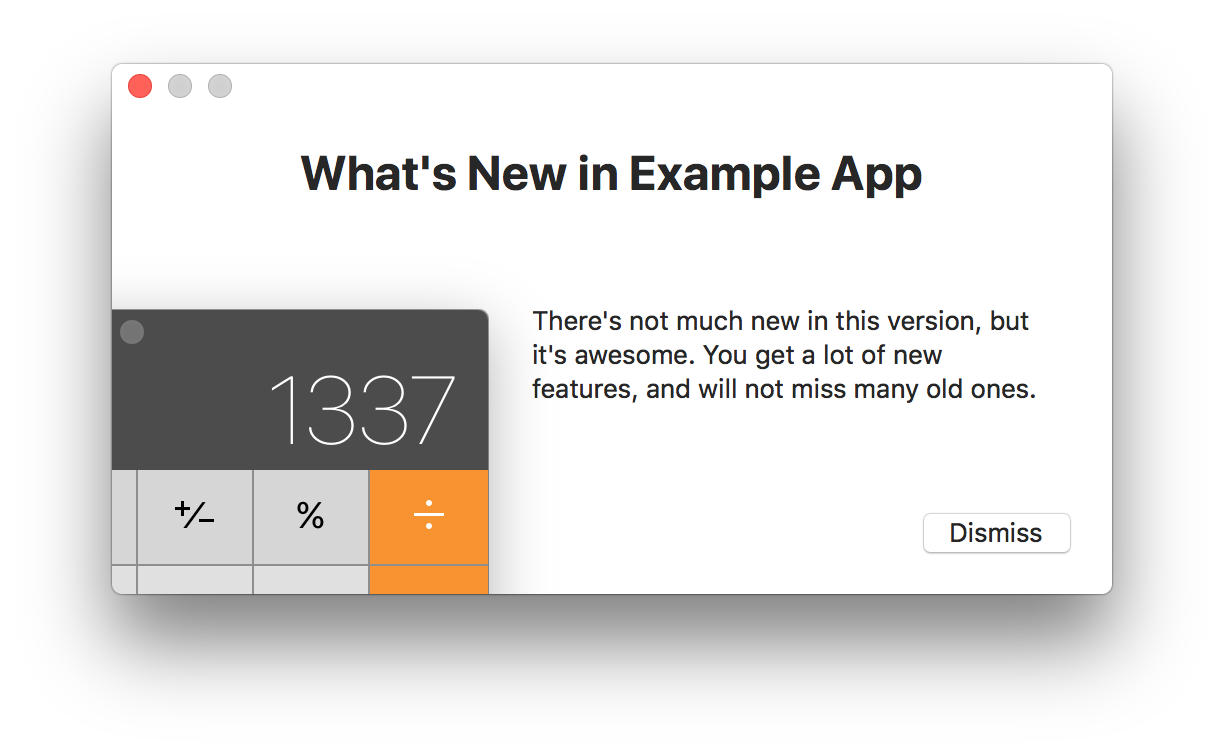 What's New in Example App
There's not much new in this version, but
it's awesome. You get a lot of new
features, and will not miss many old ones.
1337
+/− % ÷
Dismiss